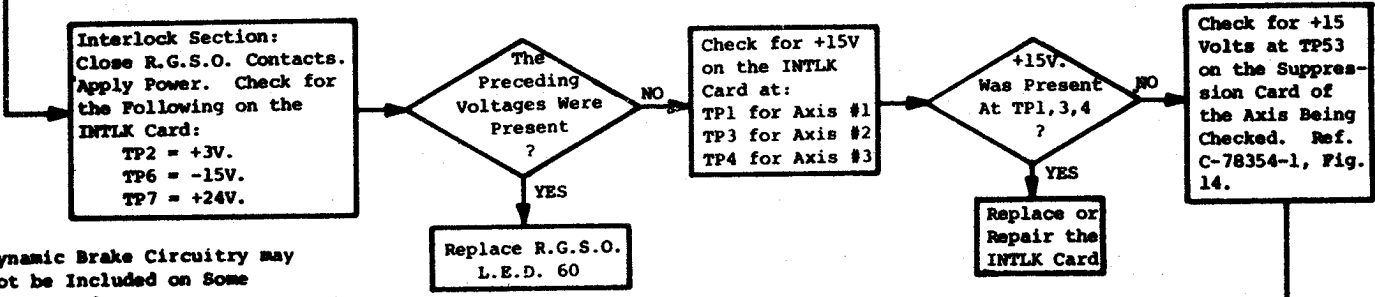 Interlock Section:
Close R.G.S.O. Contacts.
Apply Power. Check for
the Following on the
INTLK Card:
TP2 = +3V.
TP6 = -15V.
TP7 = +24V.
The
Preceding
Voltages Were
Present
?
NO
YES
Replace R.G.S.O.
L.E.D. 60
Check for +15V
on the INTLK
Card at:
TP1 for Axis #1
TP3 for Axis #2
TP4 for Axis #3
+15V.
Was Present
At TP1,3,4
?
NO
YES
Replace or
Repair the
INTLK Card
Check for +15
Volts at TP53
on the Suppres-
sion Card of
the Axis Being
Checked. Ref.
C-78354-1, Fig.
14.
ynamic Brake Circuitry may
ot be Included on Some